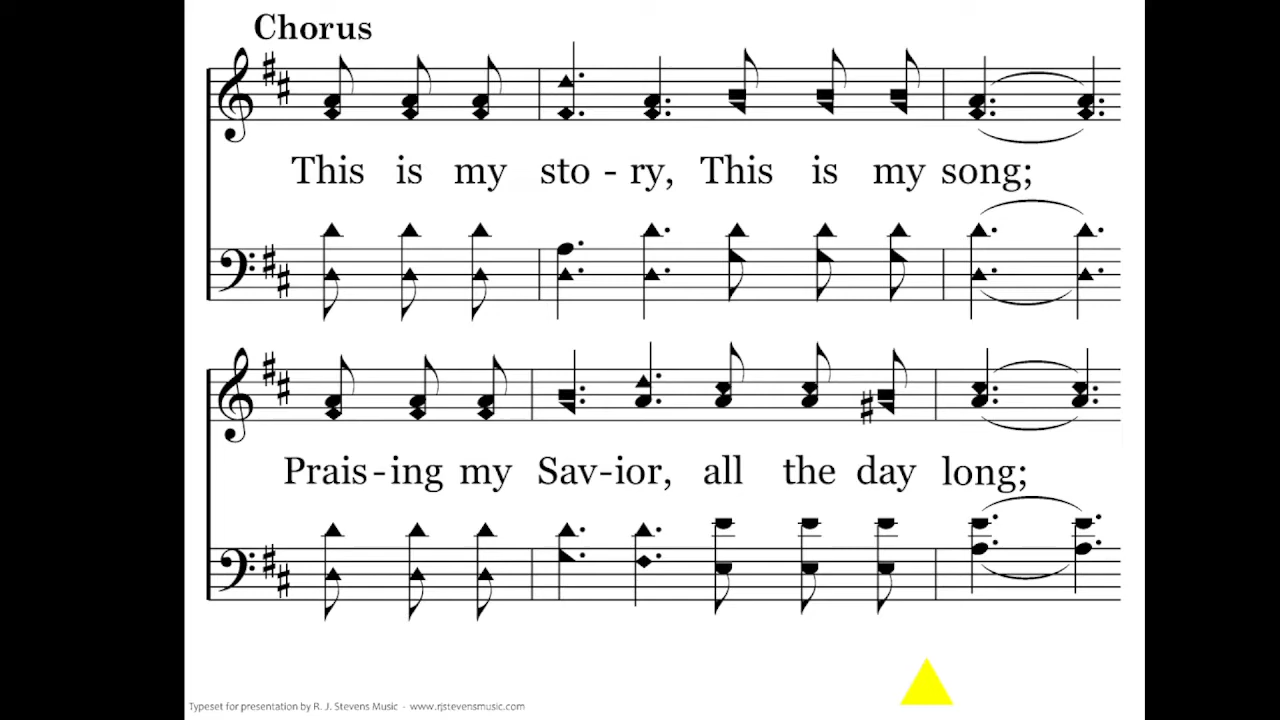 Chorus
This is my sto - ry, This is my song;
Prais-ing my Sav-ior, all the day long;
Typeset for presentation by R. J. Stevens Music - www.rjstevensmusic.com